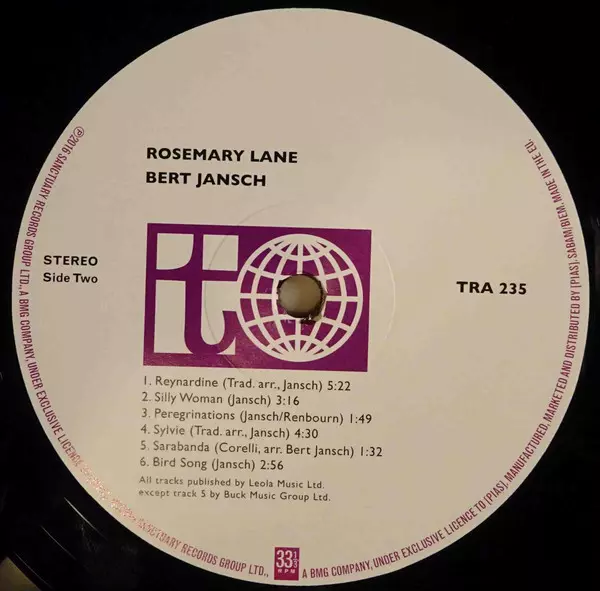 ROSEMARY LANE
BERT JANSCH
STEREO
Side Two
TRA 235
it
1. Reynardine (Trad. arr., Jansch) 5:22
2. Silly Woman (Jansch) 3:16
3. Peregrinations (Jansch/Renbourn) 1:49
4. Sylvie (Trad. arr., Jansch) 4:30
5. Sarabanda (Corelli, arr. Bert Jansch) 1:32
6. Bird Song (Jansch) 2:56
All tracks published by Leola Music Ltd.
except track 5 by Buck Music Group Ltd.
33 1/3
RPM
℗2016 SANCTUARY RECORDS GROUP LTD., A BMG COMPANY, UNDER EXCLUSIVE LICENCE
SANCTUARY RECORDS GROUP LTD.,
A BMG COMPANY, UNDER EXCLUSIVE LICENCE TO [PIAS]. MANUFACTURED, MARKETED AND DISTRIBUTED BY [PIAS]. SABAM/BIEM. MADE IN THE EU.